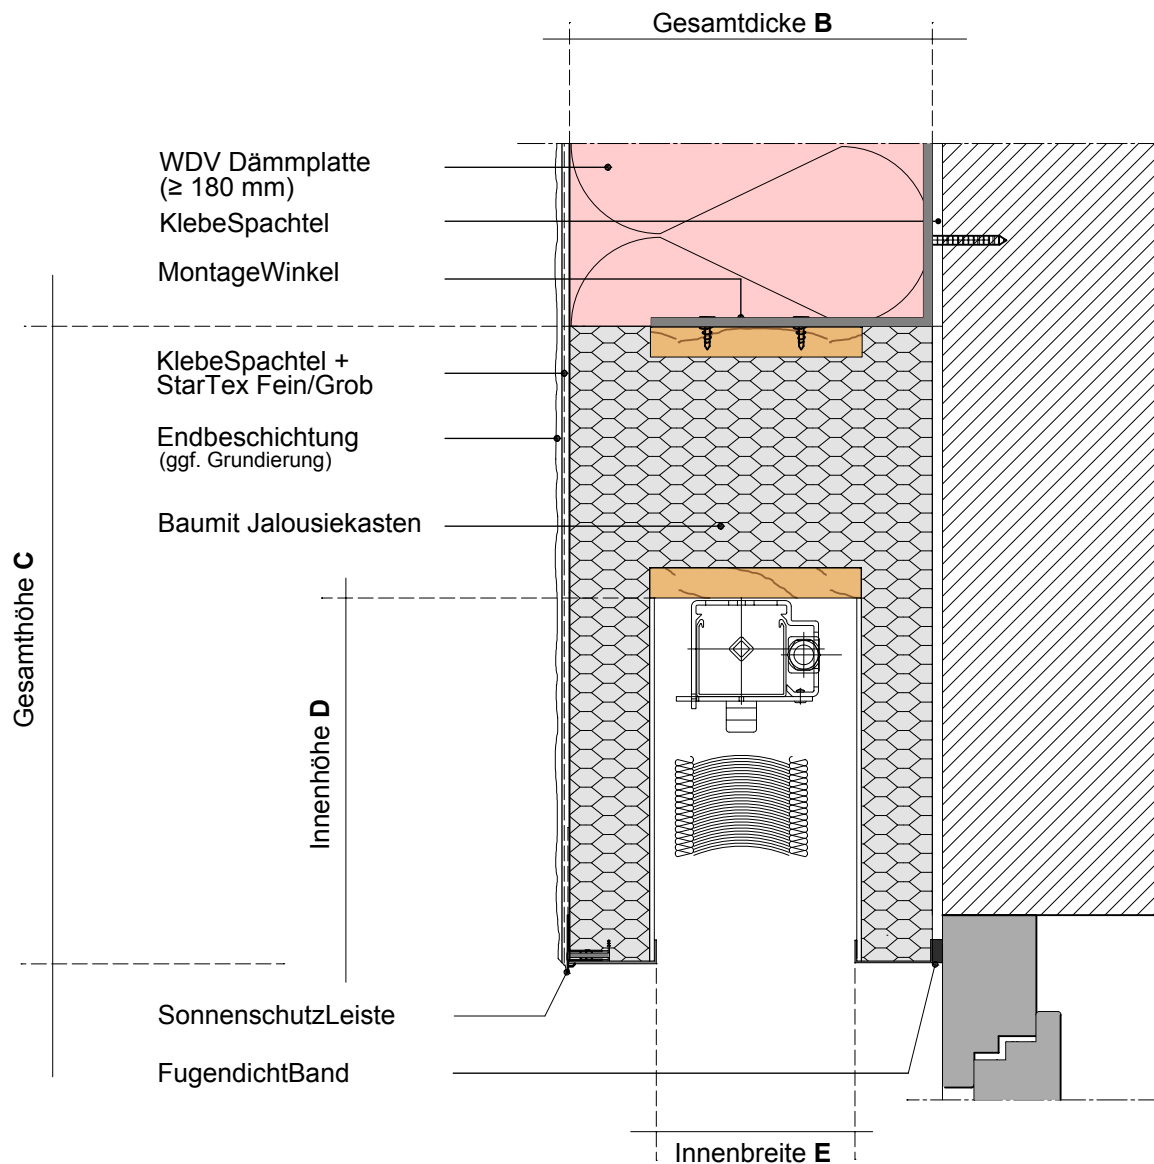 Gesamtdicke B
WDV Dämmplatte
(≥ 180 mm)
KlebeSpachtel
MontageWinkel
KlebeSpachtel +
StarTex Fein/Grob
Endbeschichtung
(ggf. Grundierung)
Baumit Jalousiekasten
Gesamthöhe C
Innenhöhe D
SonnenschutzLeiste
FugendichtBand
Innenbreite E